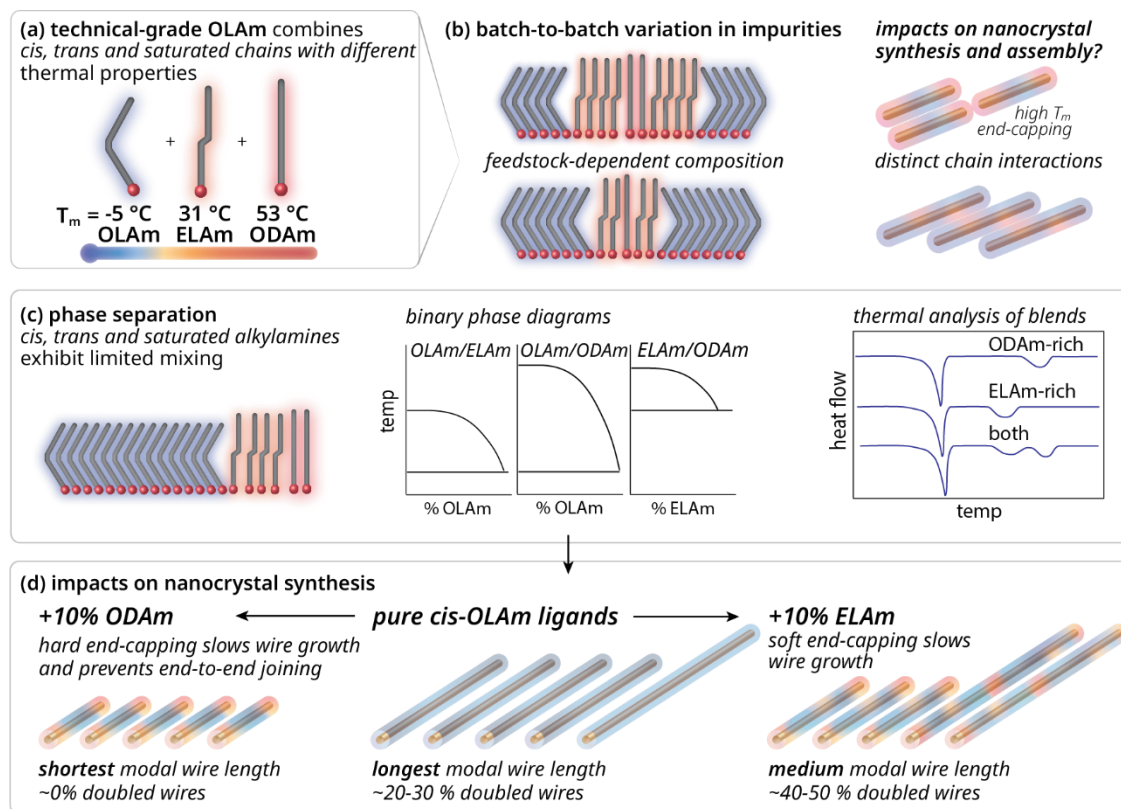 (a) technical-grade OLAm combines
cis, trans and saturated chains with different
thermal properties
+ +
Tm = -5 °C 31 °C 53 °C
OLAm ELAm ODAm
(b) batch-to-batch variation in impurities
feedstock-dependent composition
impacts on nanocrystal
synthesis and assembly?
high Tm
end-capping
distinct chain interactions
(c) phase separation
cis, trans and saturated alkylamines
exhibit limited mixing
binary phase diagrams
OLAm/ELAm OLAm/ODAm ELAm/ODAm
temp
% OLAm % OLAm % ELAm
thermal analysis of blends
heat flow
ODAm-rich
ELAm-rich
both
temp
(d) impacts on nanocrystal synthesis
+10% ODAm
hard end-capping slows wire growth
and prevents end-to-end joining
shortest modal wire length
~0% doubled wires
pure cis-OLAm ligands
longest modal wire length
~20-30 % doubled wires
+10% ELAm
soft end-capping slows
wire growth
medium modal wire length
~40-50 % doubled wires